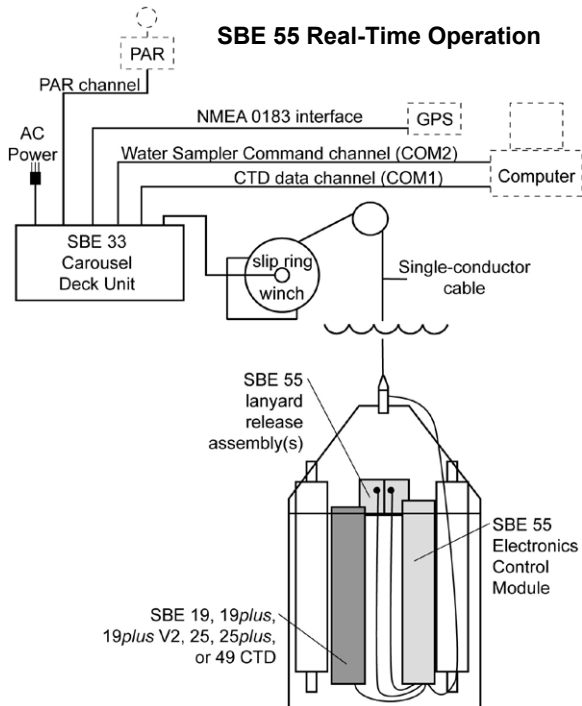 SBE 55 Real-Time Operation
PAR
PAR channel
AC
Power
NMEA 0183 interface
GPS
Water Sampler Command channel (COM2)
CTD data channel (COM1)
Computer
SBE 33
Carousel
Deck Unit
slip ring
winch
Single-conductor
cable
SBE 55
lanyard
release
assembly(s)
SBE 55
Electronics
Control
Module
SBE 19, 19plus,
19plus V2, 25, 25plus,
or 49 CTD